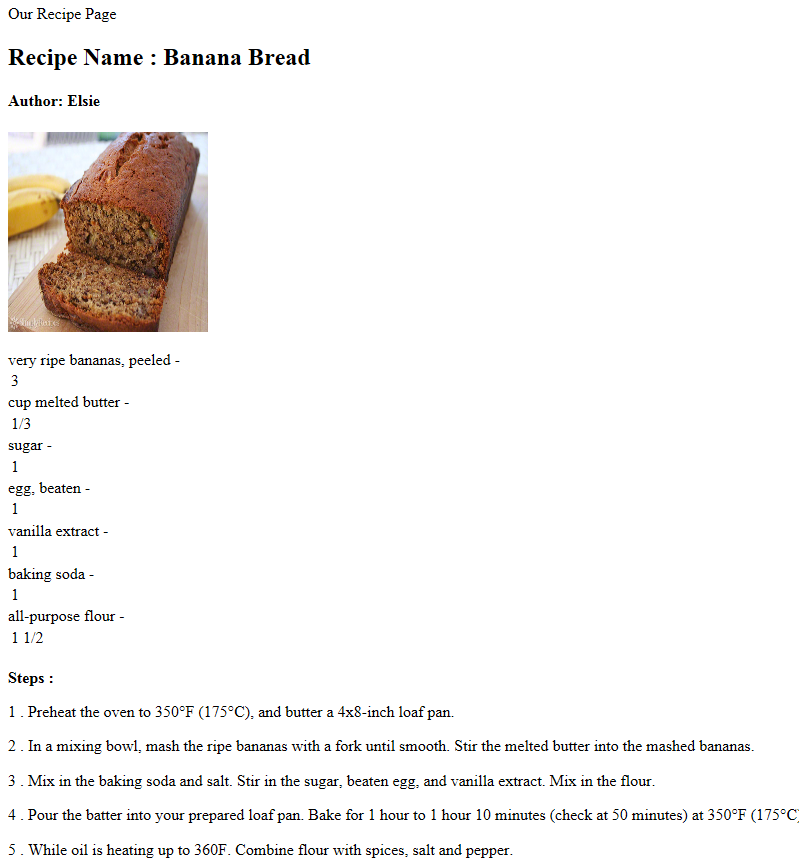 Our Recipe Page
Recipe Name : Banana Bread
Author: Elsie
very ripe bananas, peeled -
3
cup melted butter -
1/3
sugar -
1
egg, beaten -
1
vanilla extract -
1
baking soda -
1
all-purpose flour -
1 1/2
Steps :
1 . Preheat the oven to 350°F (175°C), and butter a 4x8-inch loaf pan.
2 . In a mixing bowl, mash the ripe bananas with a fork until smooth. Stir the melted butter into the mashed bananas.
3 . Mix in the baking soda and salt. Stir in the sugar, beaten egg, and vanilla extract. Mix in the flour.
4 . Pour the batter into your prepared loaf pan. Bake for 1 hour to 1 hour 10 minutes (check at 50 minutes) at 350°F (175°C)
5 . While oil is heating up to 360F. Combine flour with spices, salt and pepper.